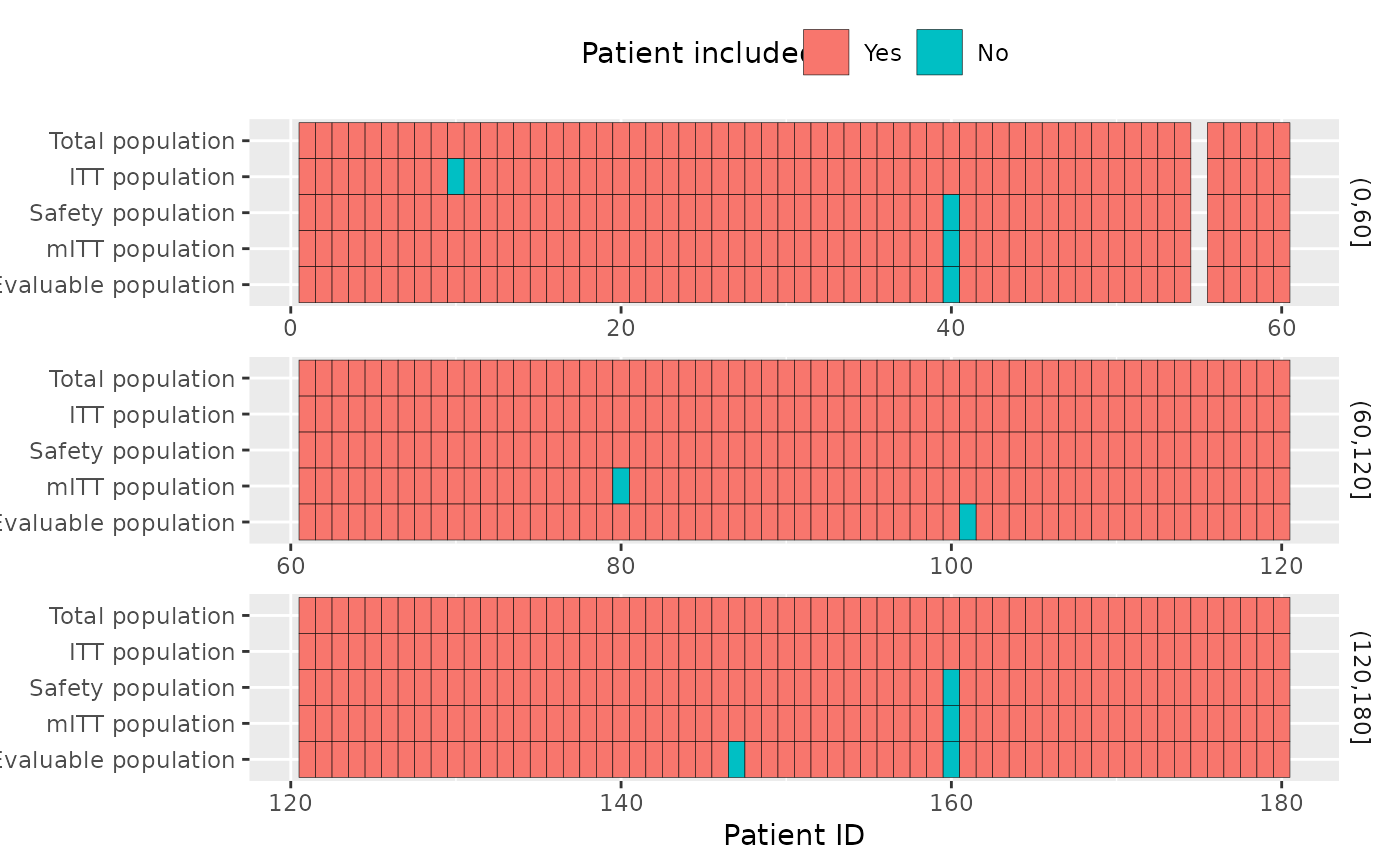 Patient include Yes No
Total population
ITT population
Safety population
mITT population
Evaluable population
(0,60]
0 20 40 60
Total population
ITT population
Safety population
mITT population
Evaluable population
(60,120]
60 80 100 120
Total population
ITT population
Safety population
mITT population
Evaluable population
(120,180]
120 140 160 180
Patient ID